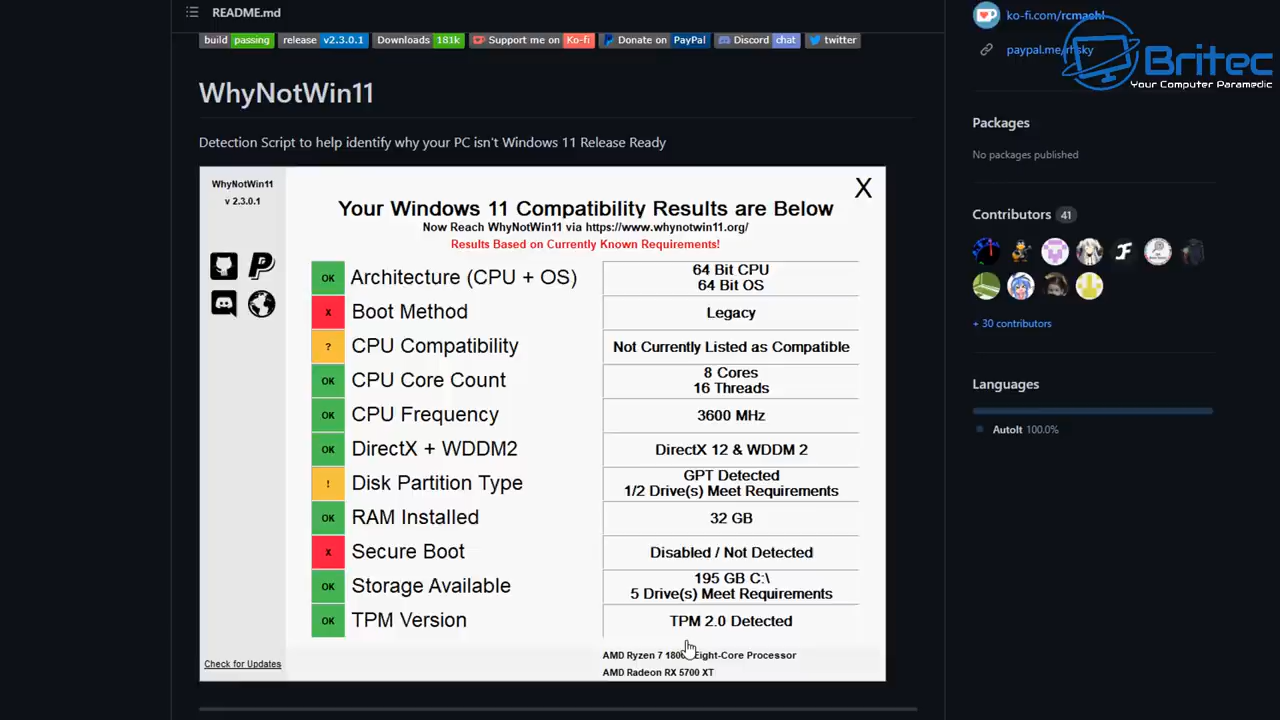 README.md
build passing
release v2.3.0.1
Downloads 181k
Support me on Ko-fi
Donate on PayPal
Discord chat
twitter
WhyNotWin11
Detection Script to help identify why your PC isn't Windows 11 Release Ready
WhyNotWin11
v 2.3.0.1
X
Your Windows 11 Compatibility Results are Below
Now Reach WhyNotWin11 via https://www.whynotwin11.org/
Results Based on Currently Known Requirements!
OK Architecture (CPU + OS)
64 Bit CPU
64 Bit OS
X Boot Method
Legacy
? CPU Compatibility
Not Currently Listed as Compatible
OK CPU Core Count
8 Cores
16 Threads
OK CPU Frequency
3600 MHz
OK DirectX + WDDM2
DirectX 12 & WDDM 2
! Disk Partition Type
GPT Detected
1/2 Drive(s) Meet Requirements
OK RAM Installed
32 GB
X Secure Boot
Disabled / Not Detected
OK Storage Available
195 GB C:\
5 Drive(s) Meet Requirements
OK TPM Version
TPM 2.0 Detected
AMD Ryzen 7 Eight-Core Processor
AMD Radeon RX 5700 XT
Check for Updates
ko-fi.com/rcmaehl
Britec
Your Computer Paramedic
Packages
No packages published
Contributors 41
+ 30 contributors
Languages
AutoIt 100.0%